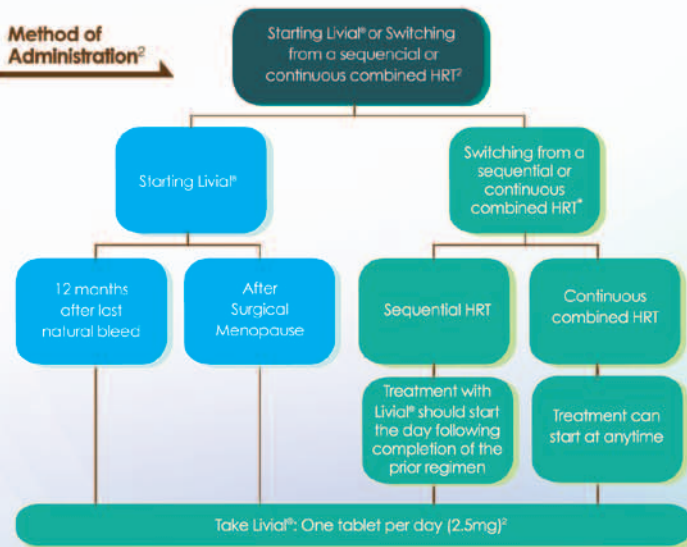 Method of
Administration²
Starting Livial® or Switching
from a sequencial or
continuous combined HRT²
Starting Livial®
Switching from a
sequential or
continuous
combined HRT*
12 months
after last
natural bleed
After
Surgical
Menopause
Sequential HRT
Continuous
combined HRT
Treatment with
Livial® should start
the day following
completion of the
prior regimen
Treatment can
start at anytime
Take Livial®: One tablet per day (2.5mg)²